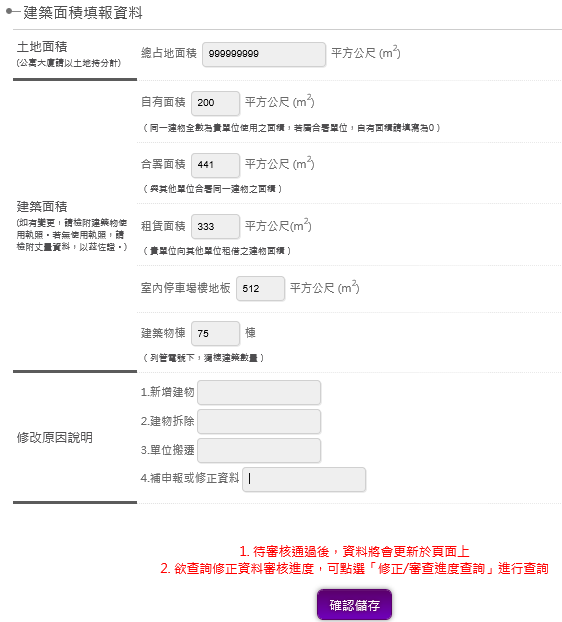 建築面積填報資料
土地面積
(公寓大廈請以土地持分計)
總占地面積 999999999 平方公尺 (m²)
自有面積 200 平方公尺 (m²)
( 同一建物全數為貴單位使用之面積，若屬合署單位，自有面積請填寫為0 )
合署面積 441 平方公尺 (m²)
( 與其他單位合署同一建物之面積 )
建築面積
(如有變更，請檢附建築物使
用執照。若無使用執照，請
檢附丈量資料，以茲佐證。)
租賃面積 333 平方公尺(m²)
( 貴單位向其他單位租借之建物面積 )
室內停車場樓地板 512 平方公尺 (m²)
建築物棟 75 棟
( 列管電號下，獨棟建築數量 )
修改原因說明
1.新增建物
2.建物拆除
3.單位搬遷
4.補申報或修正資料
1. 待審核通過後，資料將會更新於頁面上
2. 欲查詢修正資料審核進度，可點選「修正/審查進度查詢」進行查詢
確認儲存